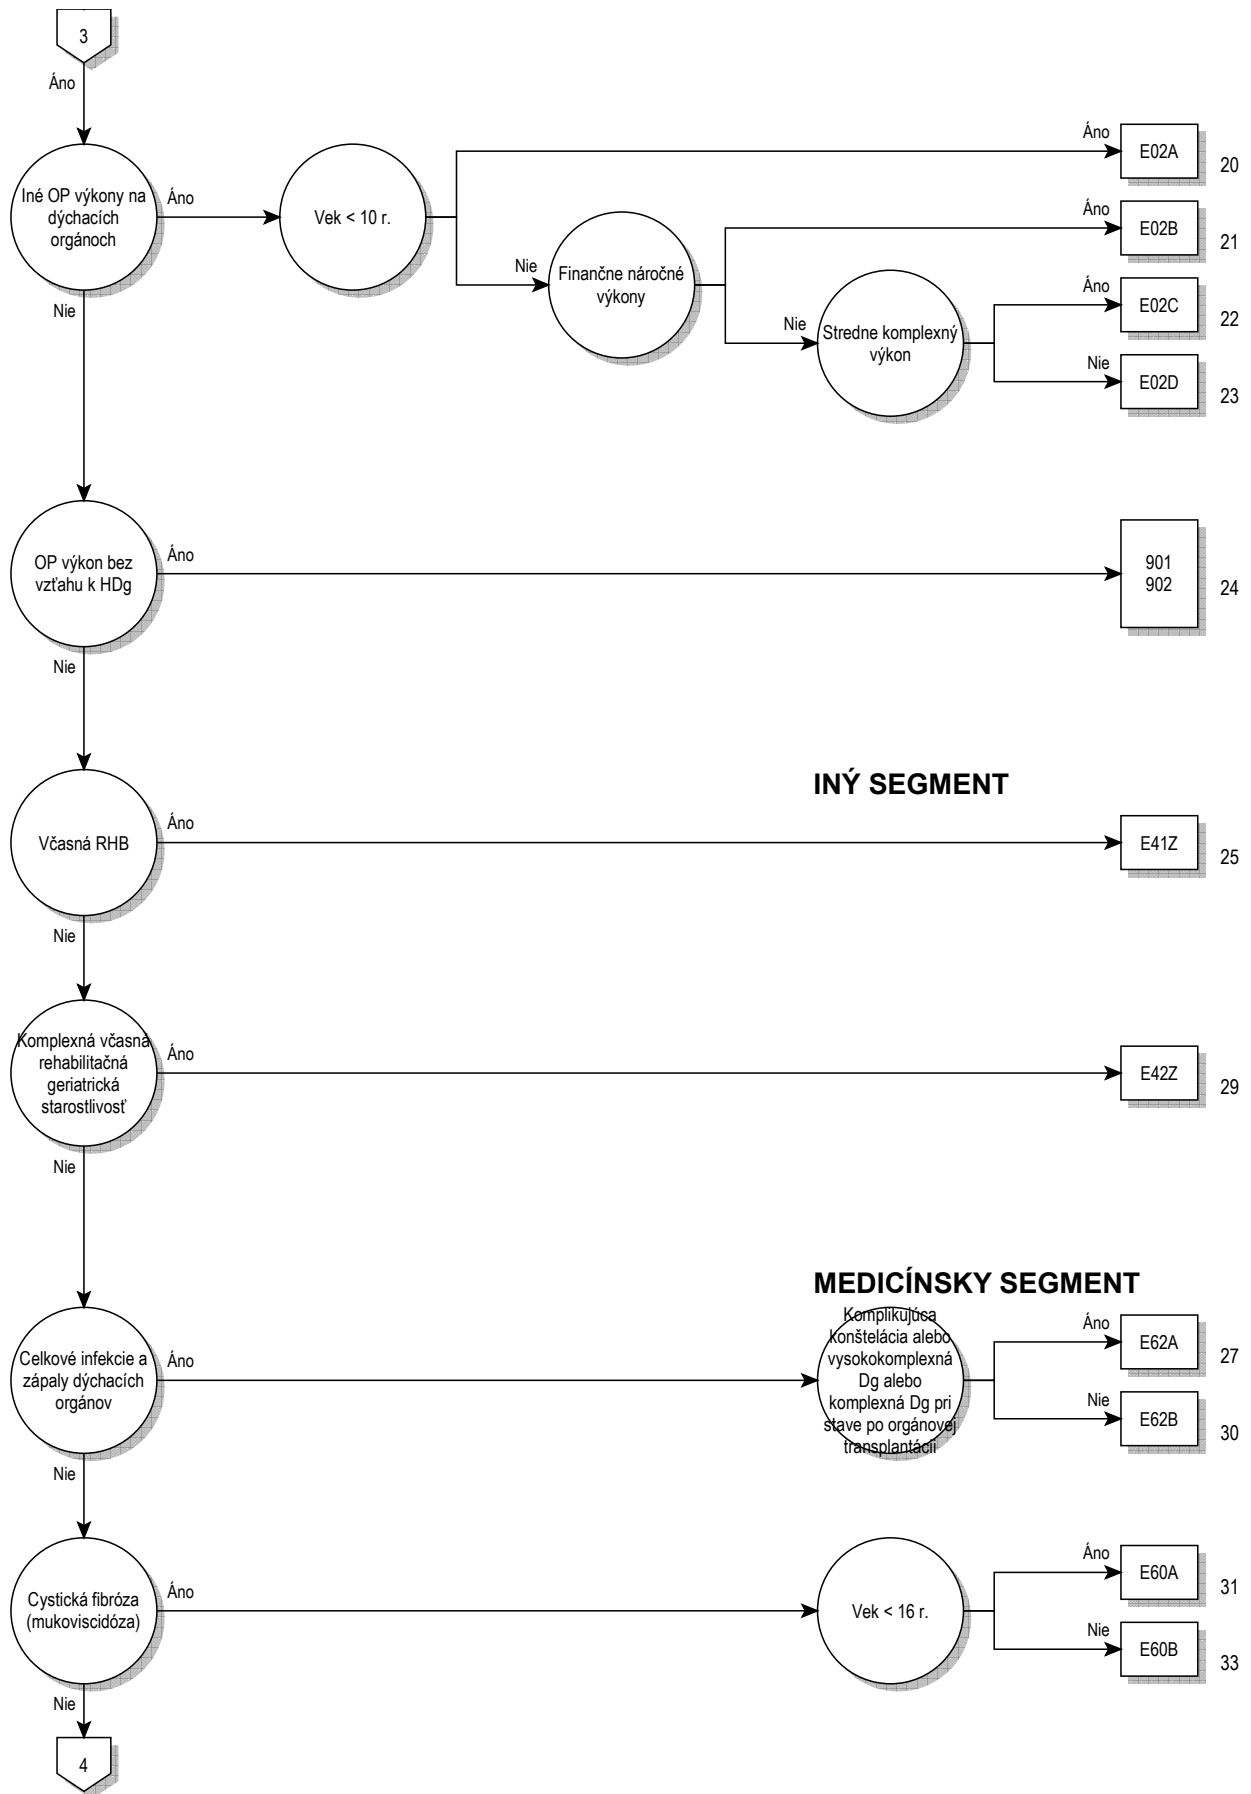 3
Áno
Iné OP výkony na
dýchacích
orgánoch
Áno
Vek < 10 r.
Áno
E02A
20
Nie
Finančne náročné
výkony
Áno
E02B
21
Nie
Stredne komplexný
výkon
Áno
E02C
22
Nie
E02D
23
Nie
OP výkon bez
vzťahu k HDg
Áno
901
902
24
Nie
INÝ SEGMENT
Včasná RHB
Áno
E41Z
25
Nie
Komplexná včasná
rehabilitačná
geriatrická
starostlivosť
Áno
E42Z
29
Nie
MEDICÍNSKY SEGMENT
Celkové infekcie a
zápaly dýchacích
orgánov
Áno
Komplikujúca
konštelácia alebo
vysokokomplexná
Dg alebo
komplexná Dg pri
stave po orgánovej
transplantácii
Áno
E62A
27
Nie
E62B
30
Nie
Cystická fibróza
(mukoviscidóza)
Áno
Vek < 16 r.
Áno
E60A
31
Nie
E60B
33
Nie
4